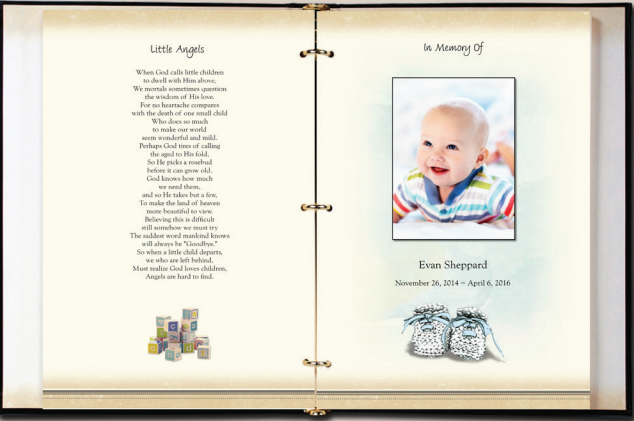 Little Angels
When God calls little children
to dwell with Him above,
We mortals sometimes question
the wisdom of His love.
For no heartache compares
with the death of one small child
Who does so much
to make our world
seem wonderful and mild.
Perhaps God tires of calling
the aged to His fold,
So He picks a rosebud
before it can grow old,
God knows how much
we need them,
and so He takes but a few,
To make the land of heaven
more beautiful to view.
Believing this is difficult
still somehow we must try
The saddest word mankind knows
will always be "Goodbye."
So when a little child departs,
we who are left behind,
Must realize God loves children,
Angels are hard to find.
In Memory Of
Evan Sheppard
November 26, 2014 ~ April 6, 2016